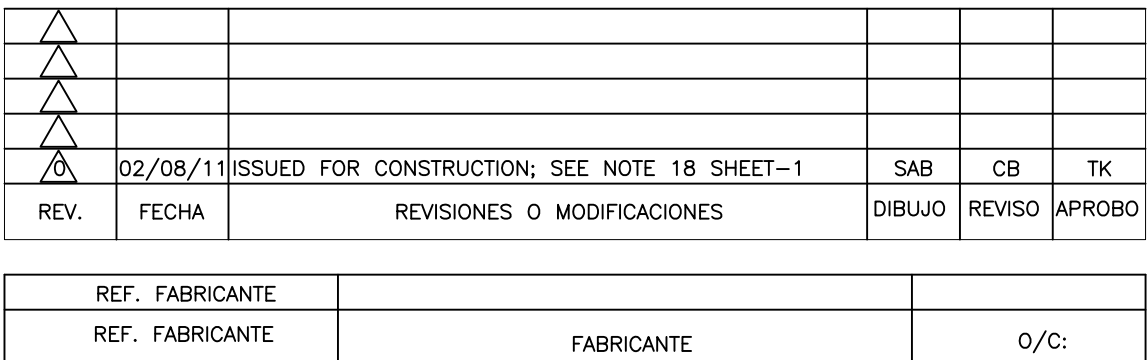 0 02/08/11 ISSUED FOR CONSTRUCTION; SEE NOTE 18 SHEET-1 SAB CB TK
REV. FECHA REVISIONES O MODIFICACIONES DIBUJO REVISO APROBO
REF. FABRICANTE
REF. FABRICANTE FABRICANTE O/C: